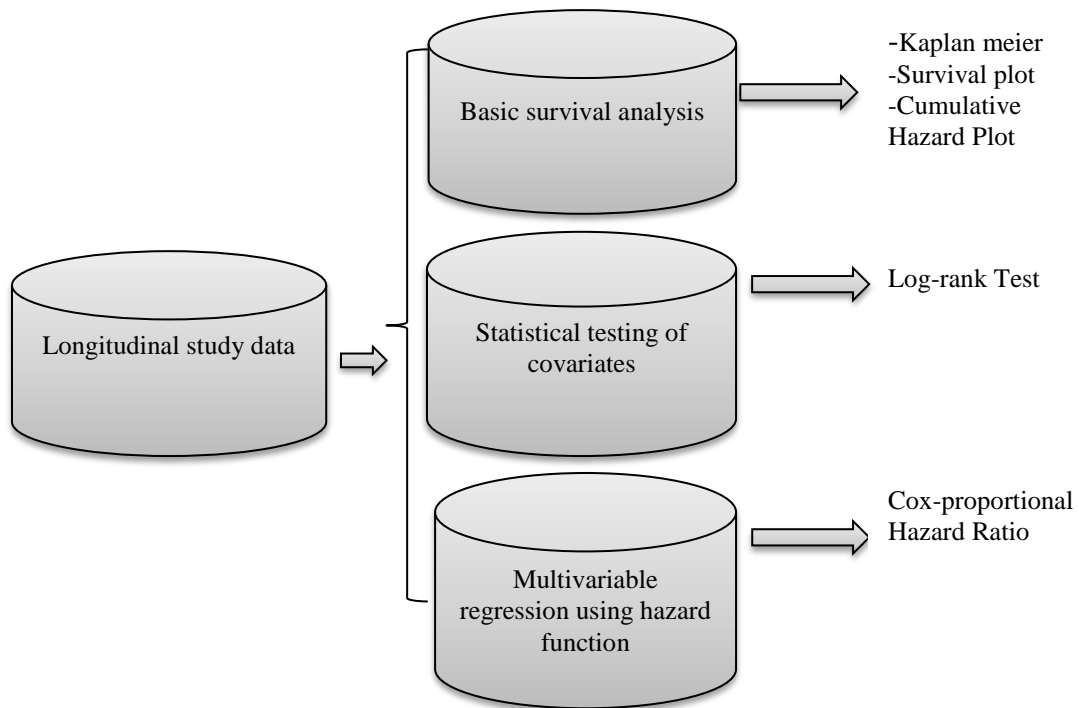 Longitudinal study data
Basic survival analysis
-Kaplan meier
-Survival plot
-Cumulative
Hazard Plot
Statistical testing of
covariates
Log-rank Test
Multivariable
regression using hazard
function
Cox-proportional
Hazard Ratio